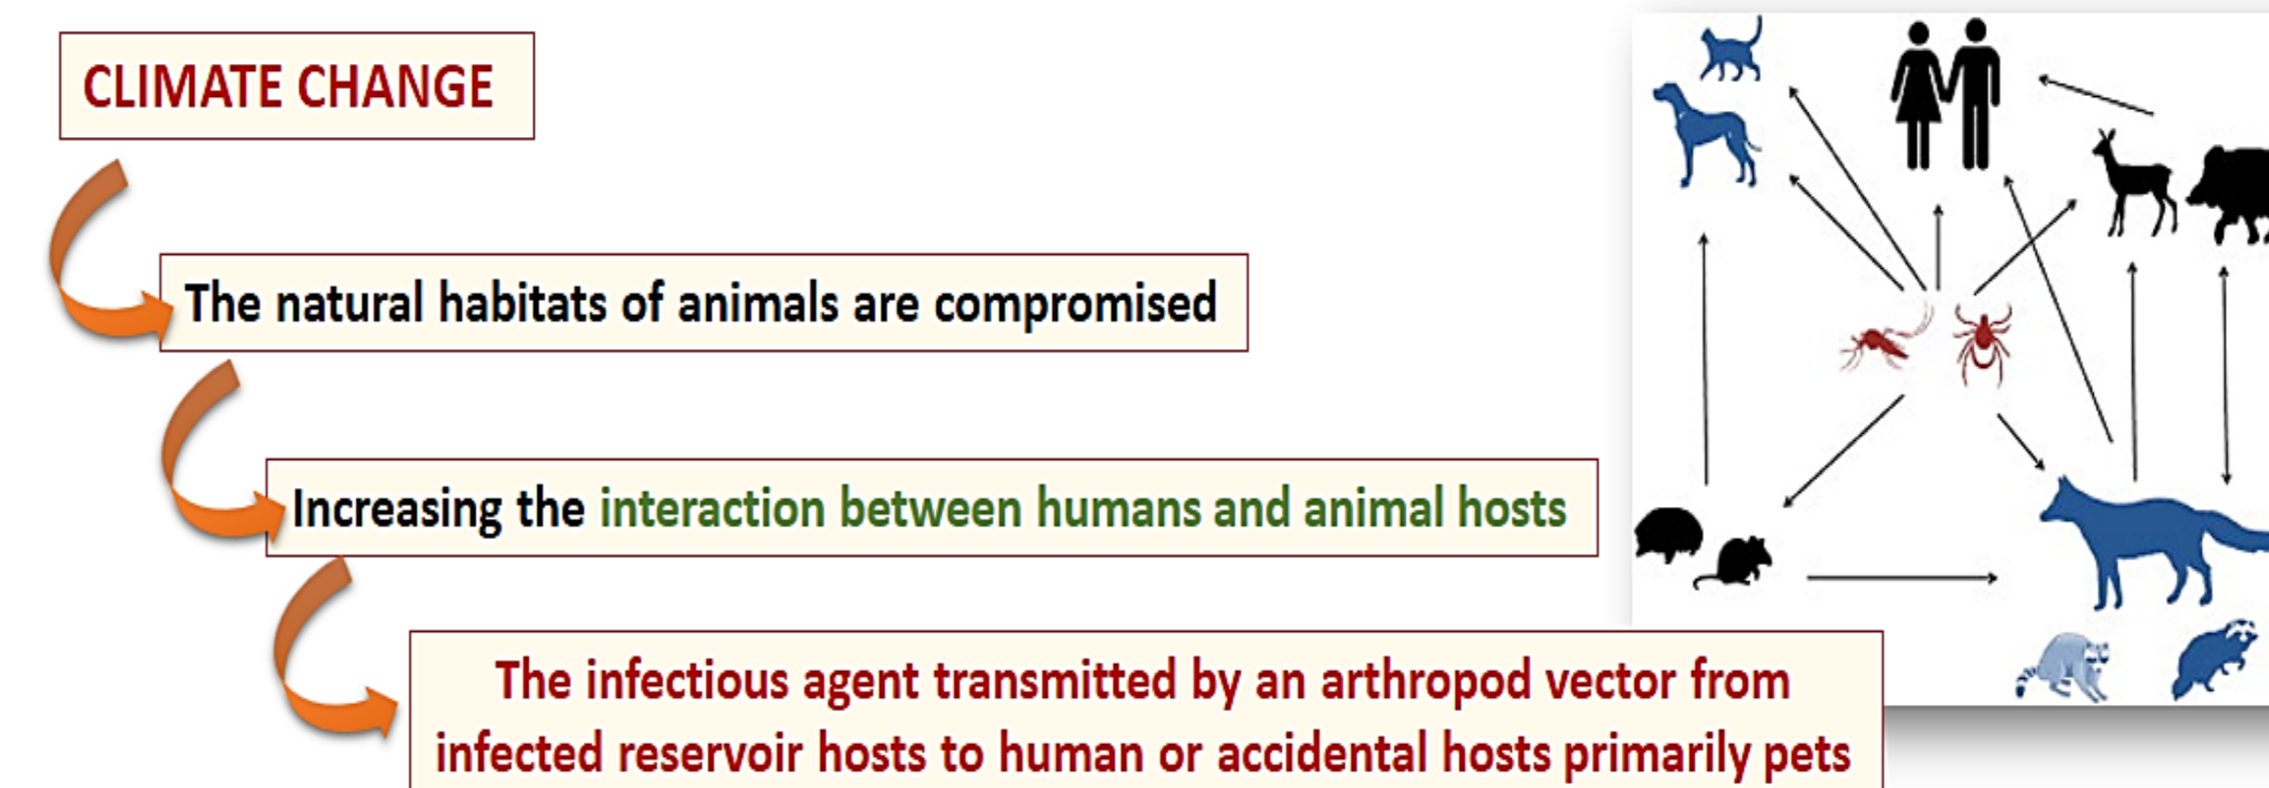 CLIMATE CHANGE
The natural habitats of animals are compromised
Increasing the interaction between humans and animal hosts
The infectious agent transmitted by an arthropod vector from
infected reservoir hosts to human or accidental hosts primarily pets